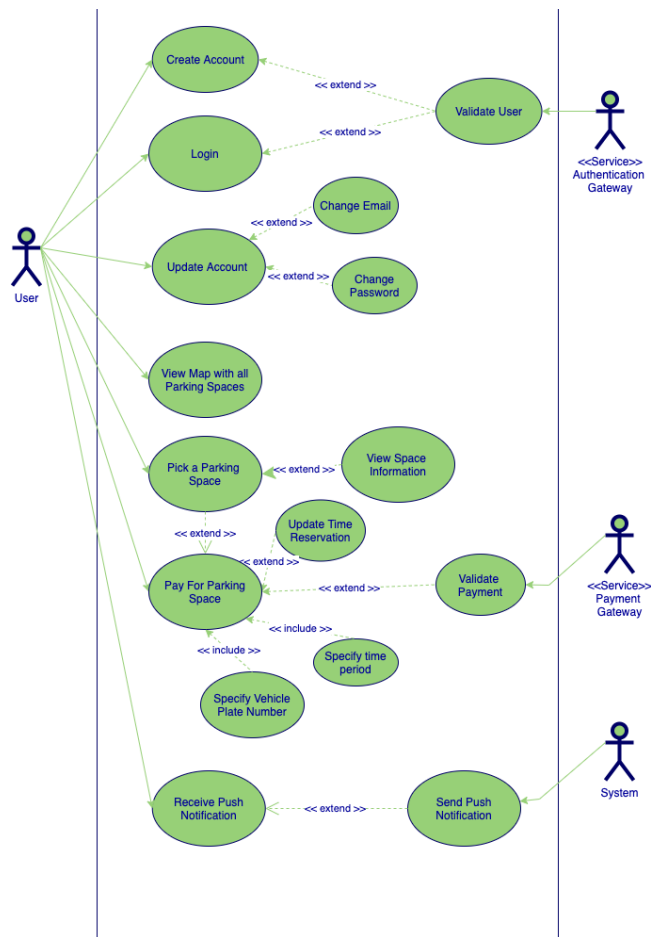 Create Account
<< extend >>
Validate User
<< extend >>
Login
<<Service>>
Authentication
Gateway
Change Email
<< extend >>
Update Account
<< extend >>
Change
Password
User
View Map with all
Parking Spaces
Pick a Parking
Space
<< extend >>
View Space
Information
<< extend >>
Update Time
Reservation
<< extend >>
Pay For Parking
Space
<< extend >>
Validate
Payment
<<Service>>
Payment
Gateway
<< include >>
<< include >>
Specify time
period
Specify Vehicle
Plate Number
Receive Push
Notification
<< extend >>
Send Push
Notification
System